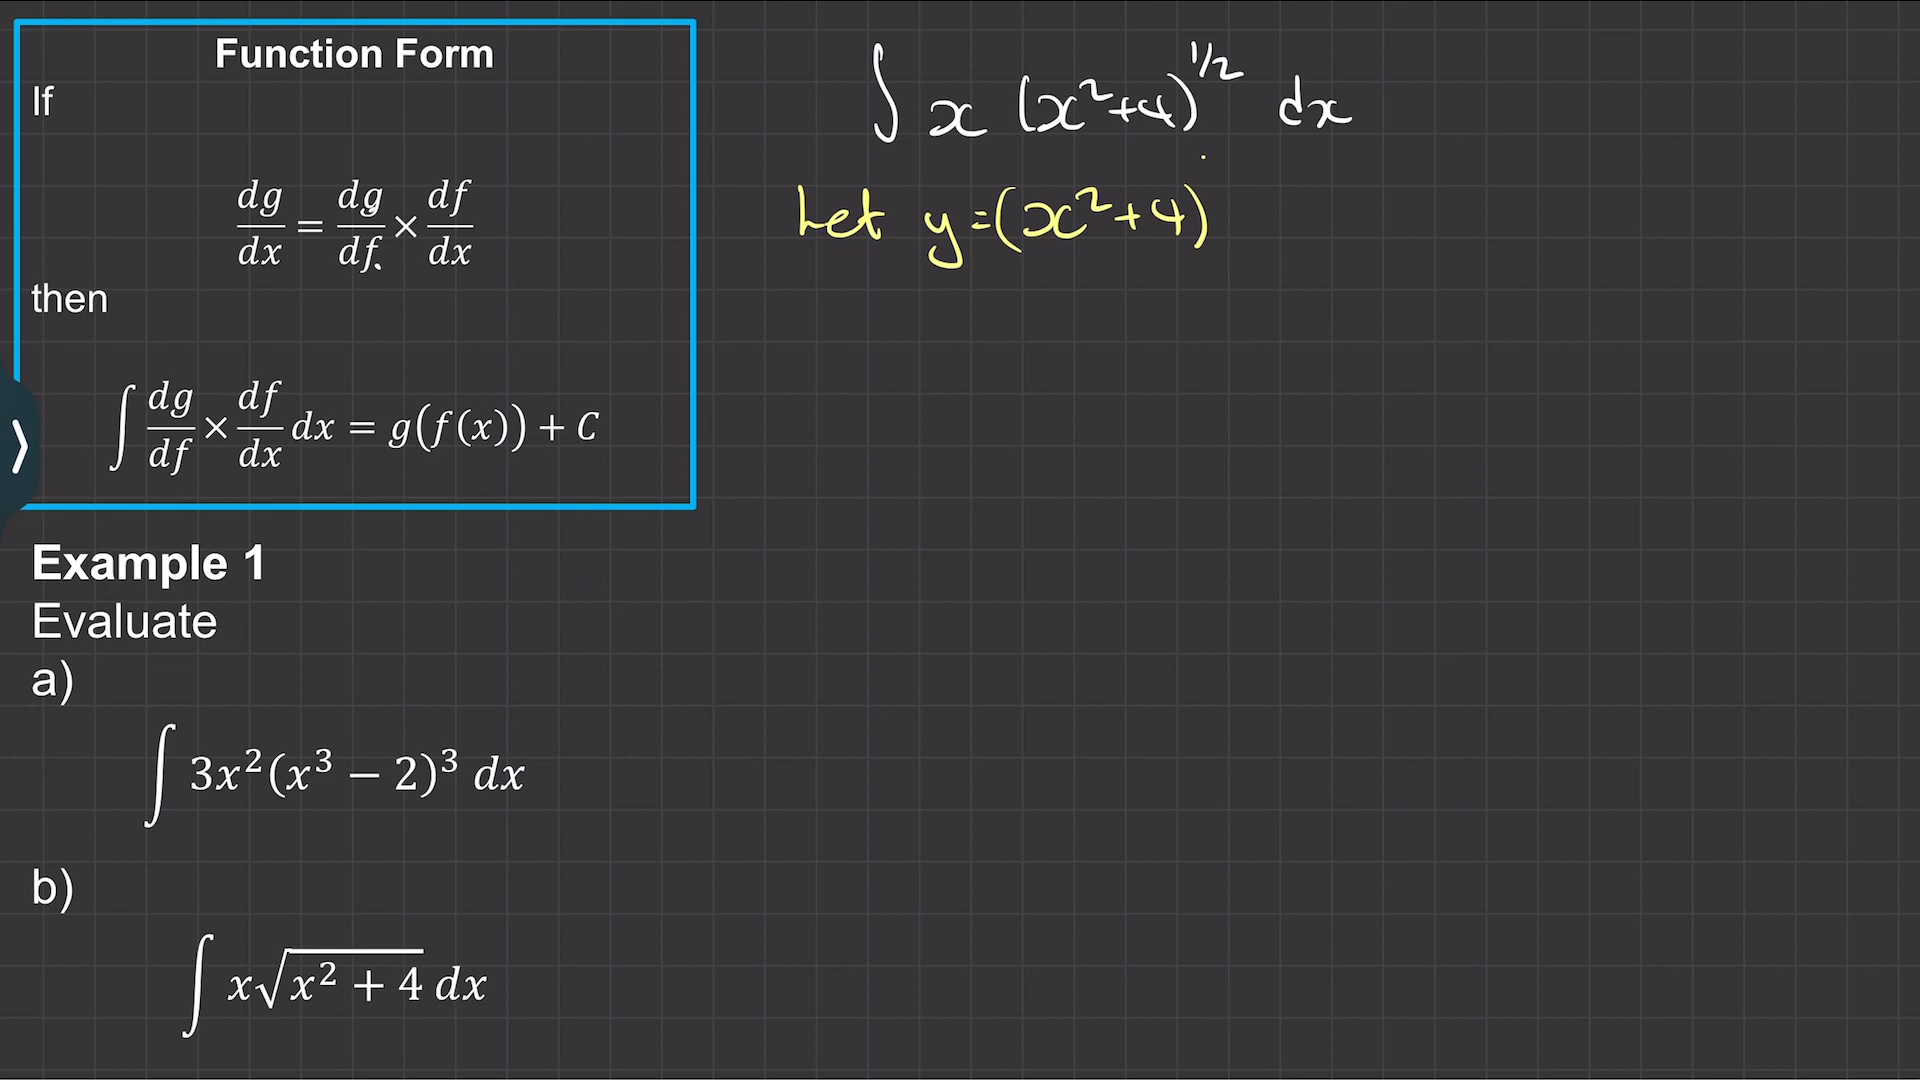 Function Form
If
dg/dx = dg/df × df/dx
then
∫ dg/df × df/dx dx = g(f(x)) + C
Example 1
Evaluate
a)
∫ 3x²(x³ − 2)³ dx
b)
∫ x√(x² + 4) dx
∫ x (x²+4)^1/2 dx
Let y=(x²+4)